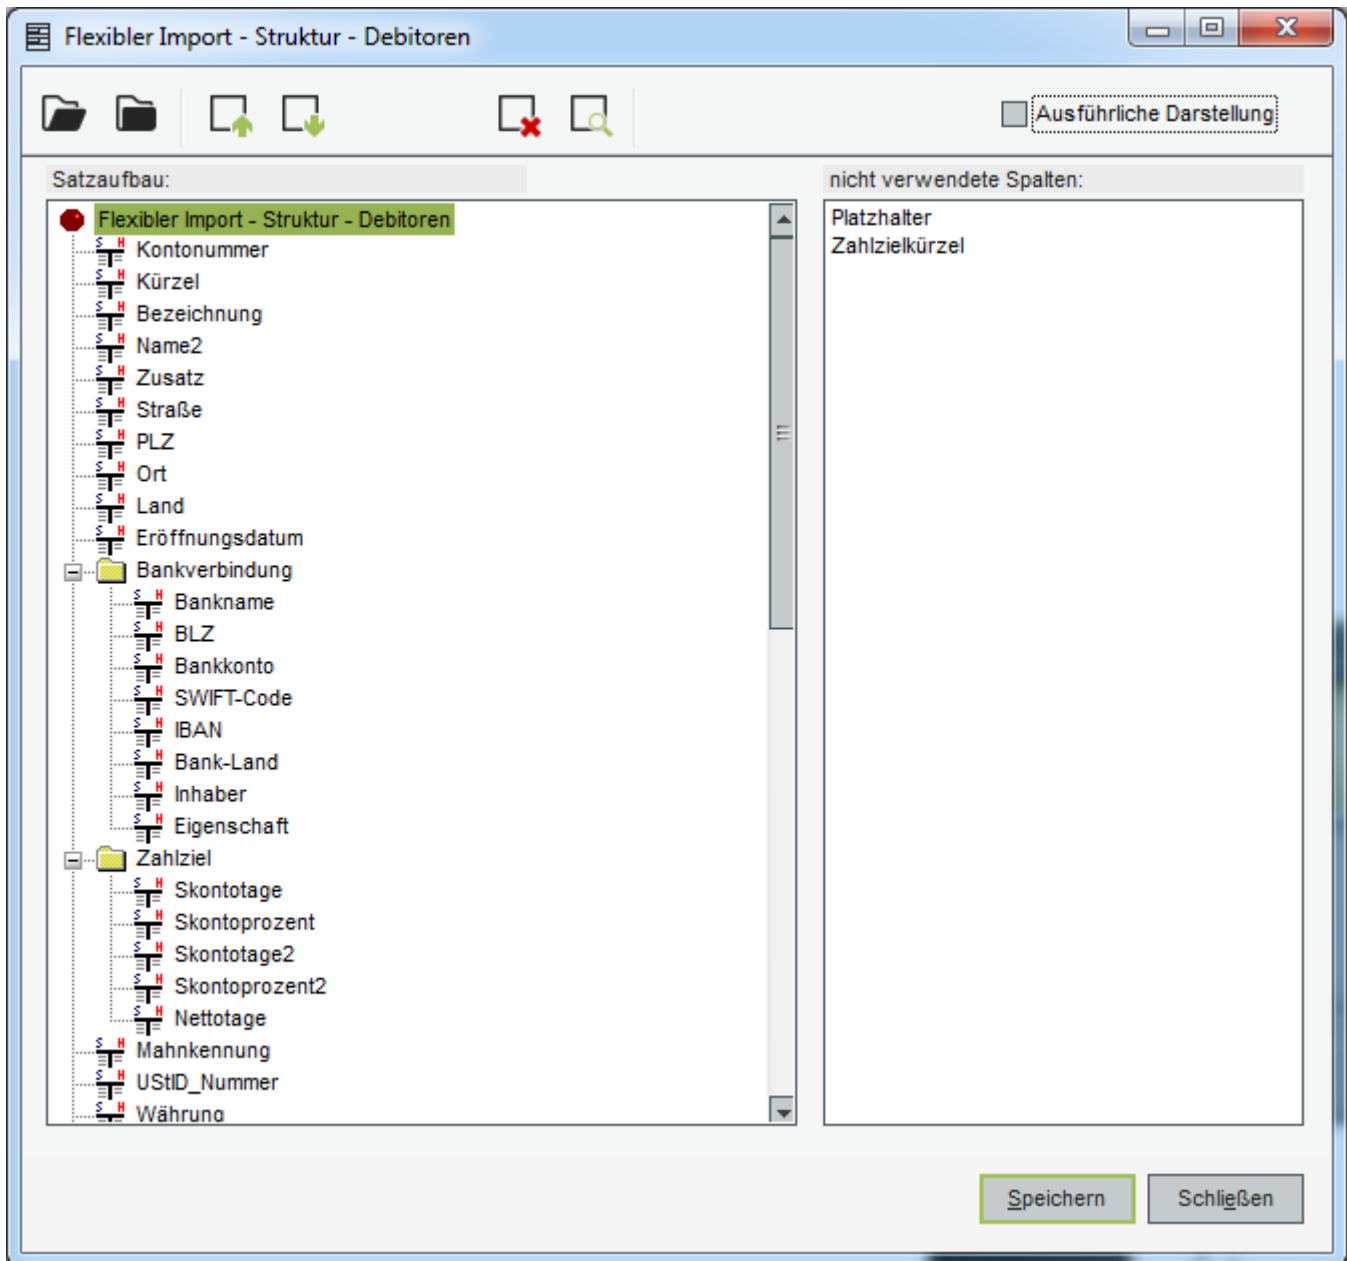 Flexibler Import - Struktur - Debitoren
Ausführliche Darstellung
Satzaufbau:
nicht verwendete Spalten:
Flexibler Import - Struktur - Debitoren
Kontonummer
Kürzel
Bezeichnung
Name2
Zusatz
Straße
PLZ
Ort
Land
Eröffnungsdatum
Bankverbindung
Bankname
BLZ
Bankkonto
SWIFT-Code
IBAN
Bank-Land
Inhaber
Eigenschaft
Zahlziel
Skontotage
Skontoprozent
Skontotage2
Skontoprozent2
Nettotage
Mahnkennung
UStID_Nummer
Währung
Platzhalter
Zahlzielkürzel
Speichern
Schließen